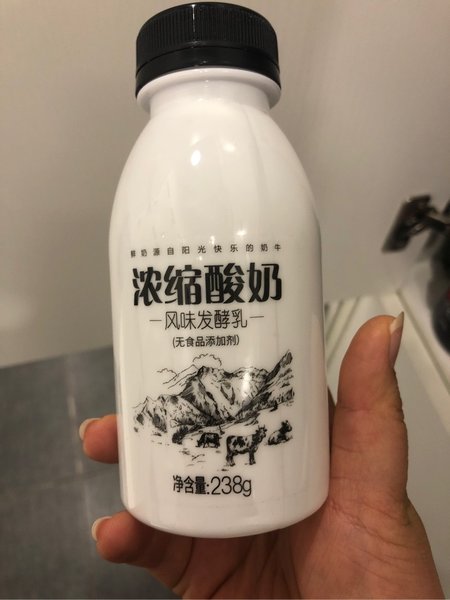 鲜奶源自阳光快乐的奶牛
浓缩酸奶
—风味发酵乳—
(无食品添加剂)
净含量:238g